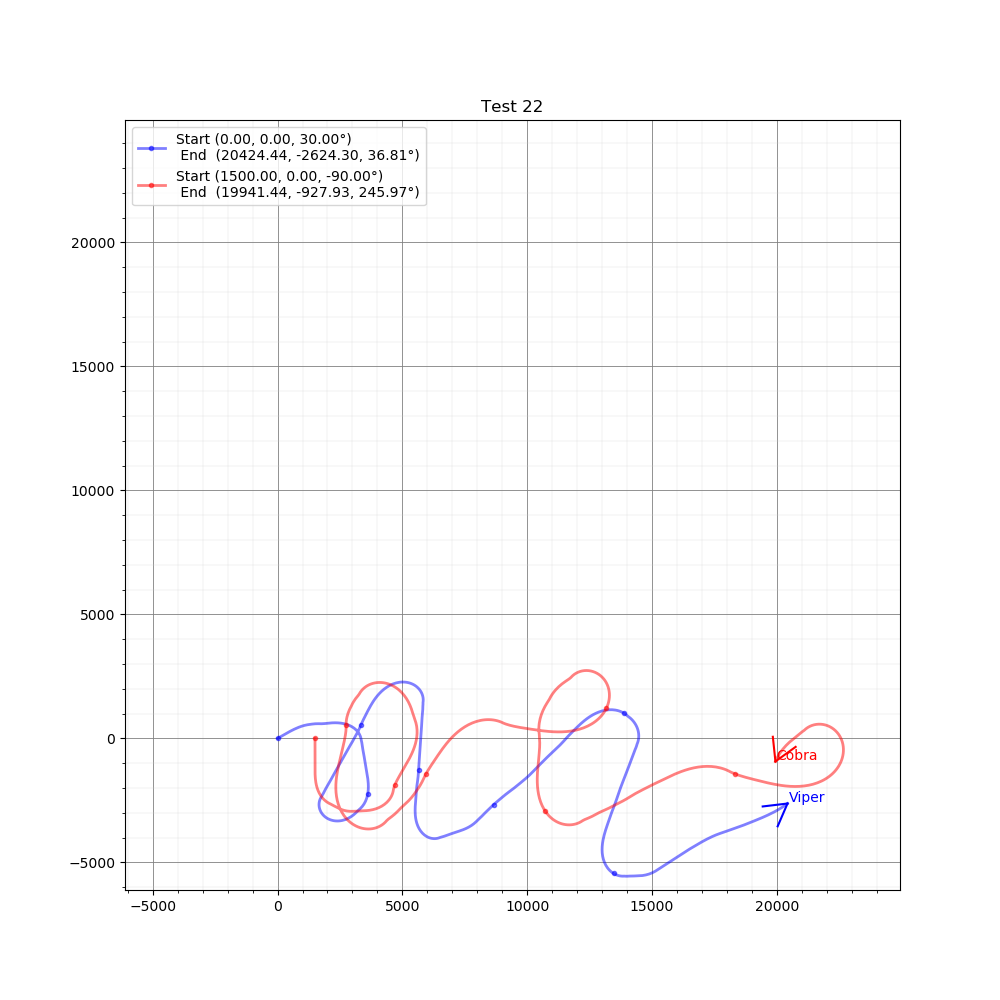 Test 22
Start (0.00, 0.00, 30.00°)
End  (20424.44, -2624.30, 36.81°)
Start (1500.00, 0.00, -90.00°)
End  (19941.44, -927.93, 245.97°)
20000
15000
10000
5000
0
Cobra
Viper
−5000
−5000 0 5000 10000 15000 20000